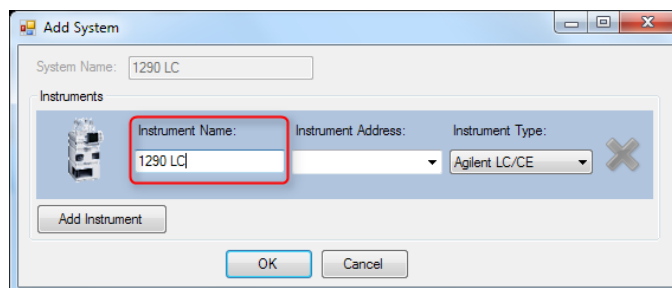 Add System
System Name: 1290 LC
Instruments
Instrument Name: Instrument Address: Instrument Type:
1290 LC Agilent LC/CE
Add Instrument
OK Cancel